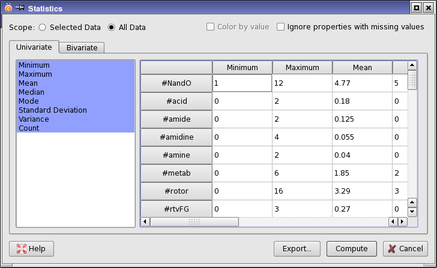 Statistics
Scope: Selected Data All Data Color by value Ignore properties with missing values
Univariate Bivariate
Minimum
Maximum
Mean
Median
Mode
Standard Deviation
Variance
Count
Minimum Maximum Mean
#NandO 1 12 4.77 5
#acid 0 2 0.18 0
#amide 0 2 0.125 0
#amidine 0 4 0.055 0
#amine 0 2 0.04 0
#metab 0 6 1.85 2
#rotor 0 16 3.29 3
#rtvFG 0 3 0.27 0
Help Export... Compute Cancel